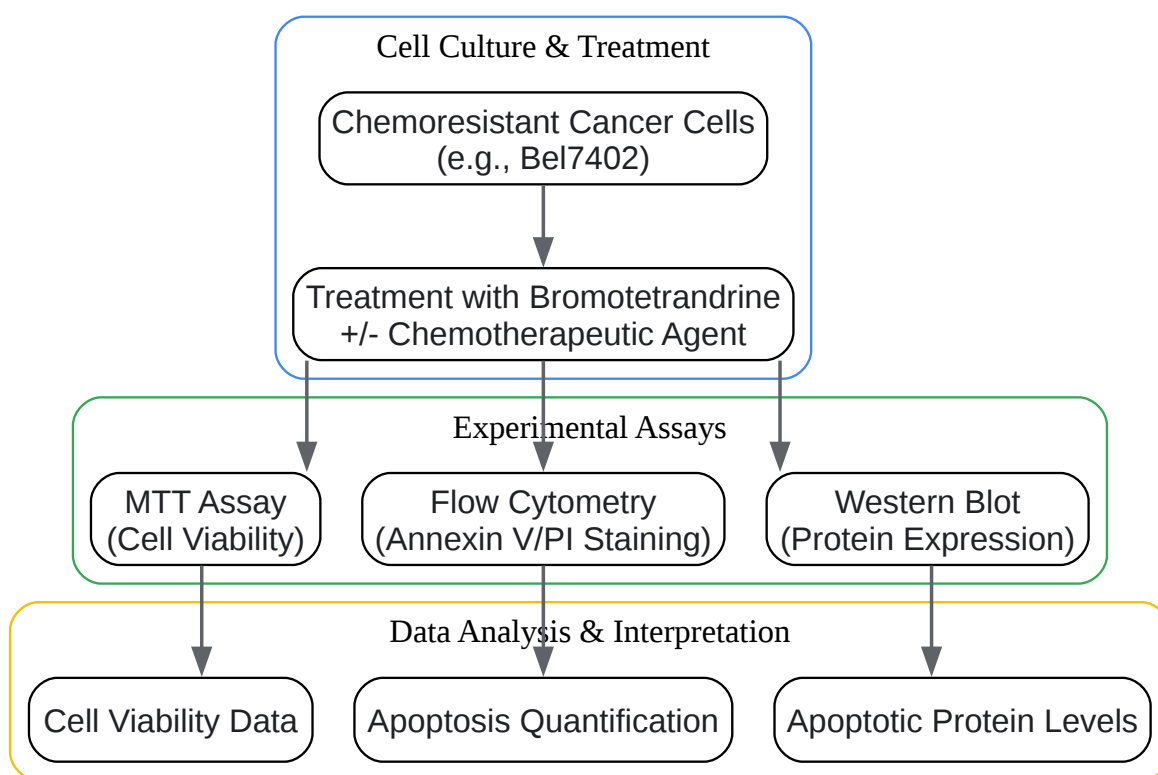 Cell Culture & Treatment
Chemoresistant Cancer Cells
(e.g., Bel7402)
Treatment with Bromotetrandrine
+/- Chemotherapeutic Agent
Experimental Assays
MTT Assay
(Cell Viability)
Flow Cytometry
(Annexin V/PI Staining)
Western Blot
(Protein Expression)
Data Analysis & Interpretation
Cell Viability Data
Apoptosis Quantification
Apoptotic Protein Levels